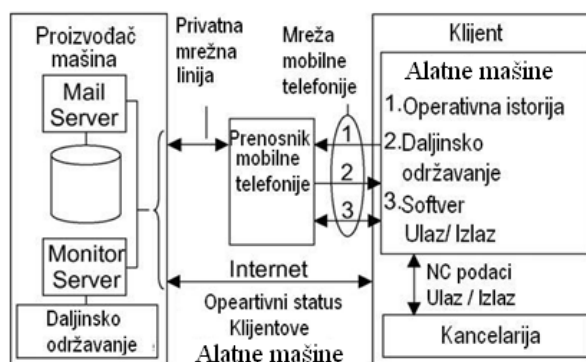 Proizvođač
mašina
Mail
Server
Monitor
Server
Daljinsko
održavanje
Privatna
mrežna
linija
Mreža
mobilne
telefonije
Prenosnik
mobilne
telefonije
1
2
3
Internet
Opeartivni status
Klijentove
Alatne mašine
Klijent
Alatne mašine
1.Operativna istorija
2.Daljinsko
održavanje
3.Softver
Ulaz/ Izlaz
NC podaci
Ulaz / Izlaz
Kancelarija